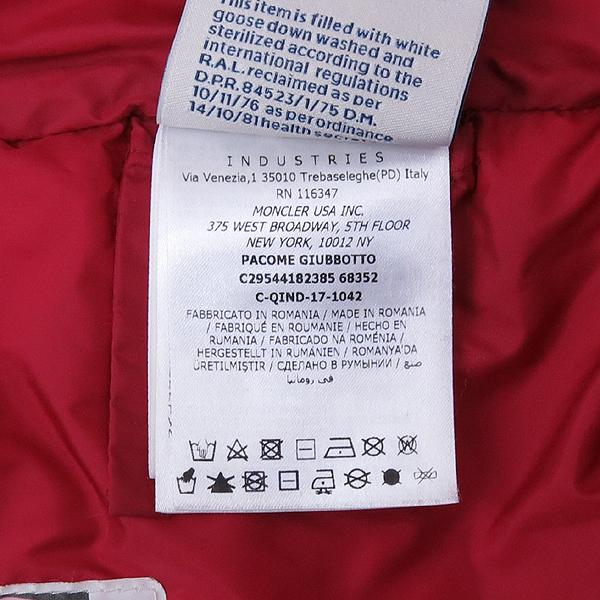 This item is filled with white
goose down washed and
sterilized according to the
international regulations
R.A.L. reclaimed as per
D.P.R. 84523/1/75 D.M.
10/11/76 as per ordinance
14/10/81 health
INDUSTRIES
Via Venezia,1 35010 Trebaseleghe(PD) Italy
RN 116347
MONCLER USA INC.
375 WEST BROADWAY, 5TH FLOOR
NEW YORK, 10012 NY
PACOME GIUBBOTTO
C29544182385 68352
C-QIND-17-1042
FABBRICATO IN ROMANIA / MADE IN ROMANIA
/ FABRIQUÉ EN ROUMANIE / HECHO EN
RUMANIA / FABRICADO NA ROMÉNIA /
HERGESTELLT IN RUMÄNIEN / ROMANYA'DA
ÜRETILMIŞTIR / СДЕЛАНО В РУМЫНИИ / صنع
في رومانيا